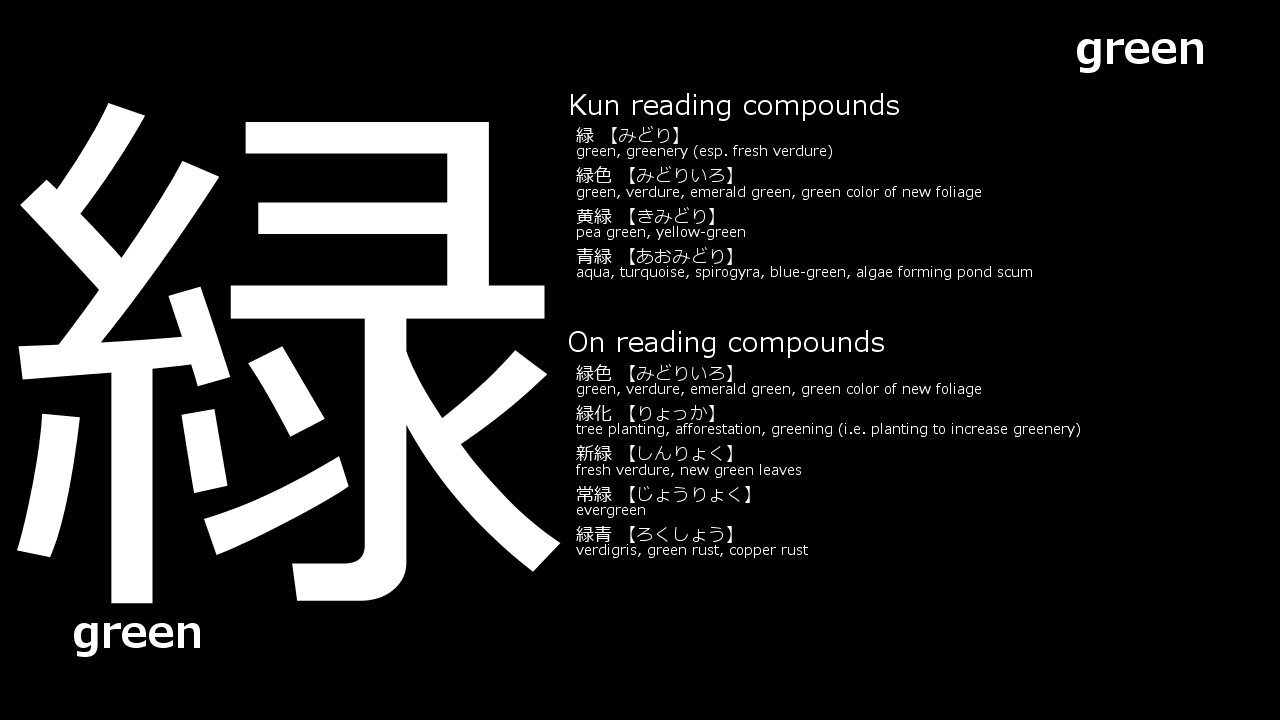 green
緑
green
Kun reading compounds
緑 【みどり】
green, greenery (esp. fresh verdure)
緑色 【みどりいろ】
green, verdure, emerald green, green color of new foliage
黄緑 【きみどり】
pea green, yellow-green
青緑 【あおみどり】
aqua, turquoise, spirogyra, blue-green, algae forming pond scum
On reading compounds
緑色 【みどりいろ】
green, verdure, emerald green, green color of new foliage
緑化 【りょっか】
tree planting, afforestation, greening (i.e. planting to increase greenery)
新緑 【しんりょく】
fresh verdure, new green leaves
常緑 【じょうりょく】
evergreen
緑青 【ろくしょう】
verdigris, green rust, copper rust